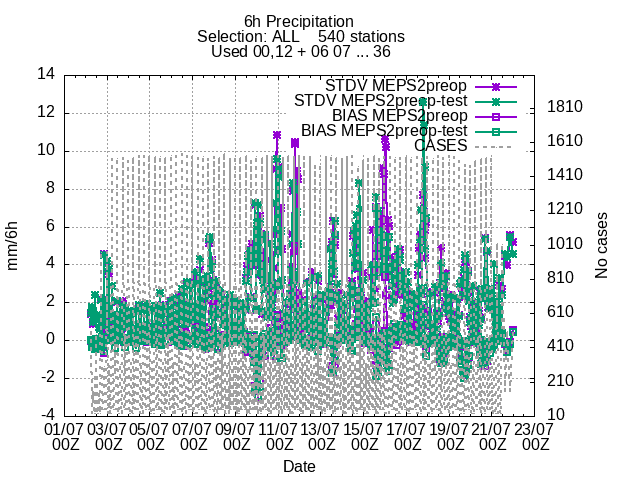 6h Precipitation
Selection: ALL 540 stations
Used 00,12 + 06 07 ... 36
STDV MEPS2preop
STDV MEPS2preop-test
BIAS MEPS2preop
BIAS MEPS2preop-test
CASES
mm/6h
14
12
10
8
6
4
2
0
-2
-4
No cases
1810
1610
1410
1210
1010
810
610
410
210
10
01/07 03/07 05/07 07/07 09/07 11/07 13/07 15/07 17/07 19/07 21/07 23/07
00Z 00Z 00Z 00Z 00Z 00Z 00Z 00Z 00Z 00Z 00Z 00Z
Date